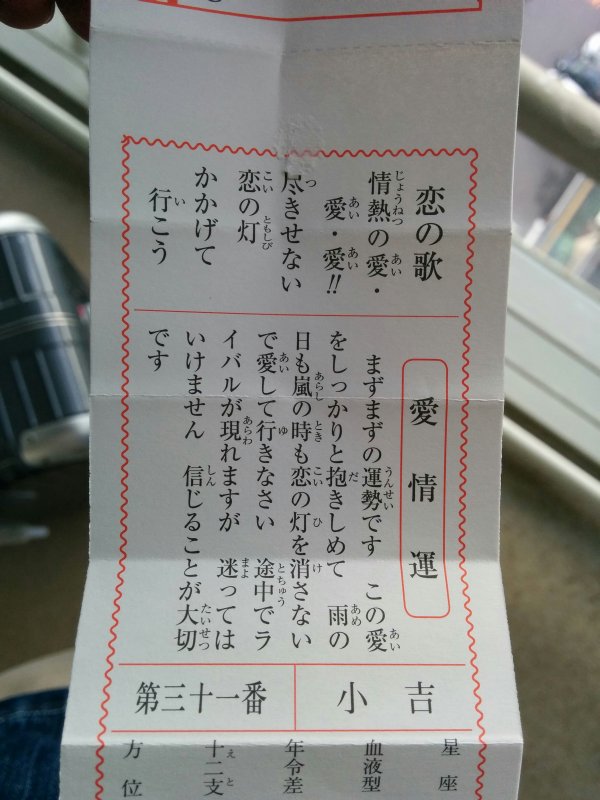 恋の歌
情熱の愛・
愛・愛!!
尽きせない
恋の灯
かかげて
行こう
愛情運
まずまずの運勢です　この愛
をしっかりと抱きしめて　雨の
日も嵐の時も恋の灯を消さない
で愛して行きなさい　途中でラ
イバルが現れますが　迷っては
いけません　信じることが大切
です
小吉
第三十一番
星座
血液型
年令差
十二支
方位